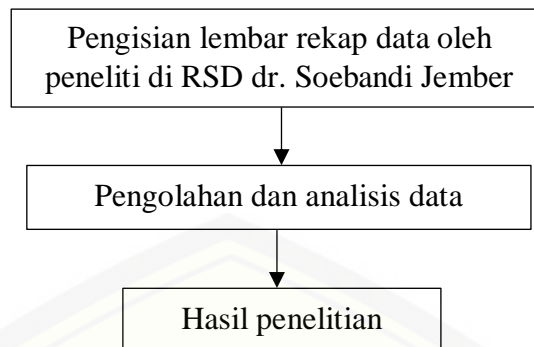 Pengisian lembar rekap data oleh
peneliti di RSD dr. Soebandi Jember
Pengolahan dan analisis data
Hasil penelitian